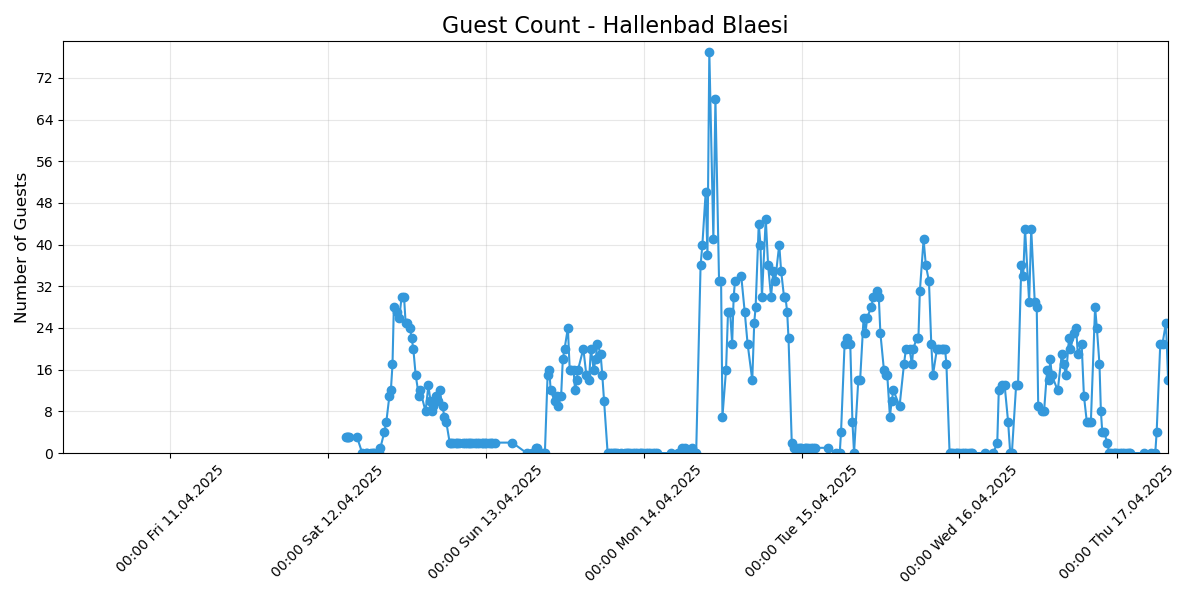 Guest Count - Hallenbad Blaesi
Number of Guests
72
64
56
48
40
32
24
16
8
0
00:00 Fri 11.04.2025
00:00 Sat 12.04.2025
00:00 Sun 13.04.2025
00:00 Mon 14.04.2025
00:00 Tue 15.04.2025
00:00 Wed 16.04.2025
00:00 Thu 17.04.2025